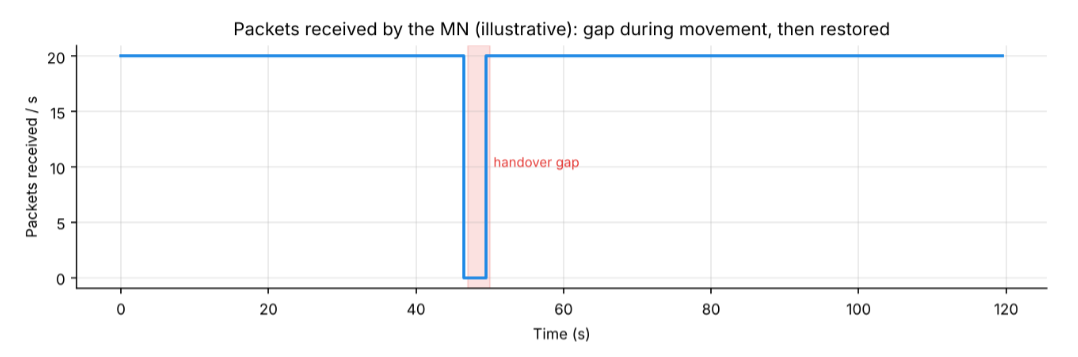 Packets received by the MN (illustrative): gap during movement, then restored
Packets received / s
20
15
10
5
0
handover gap
0 20 40 60 80 100 120
Time (s)